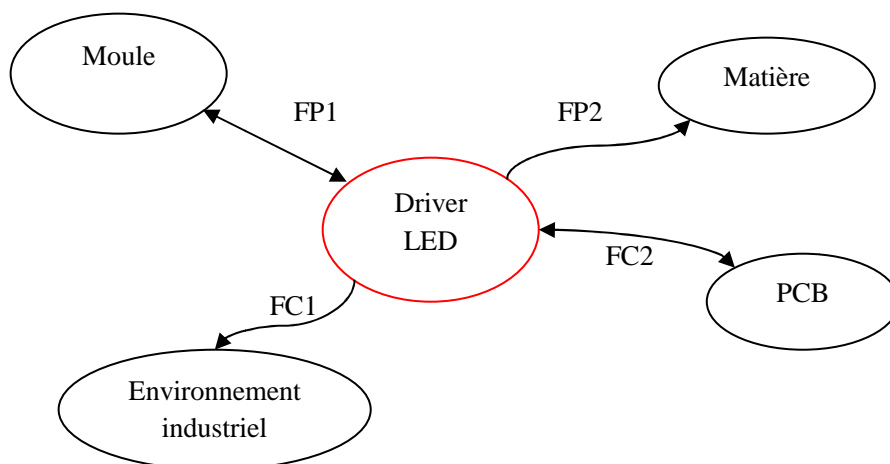 Moule
Matière
FP1
FP2
Driver
LED
FC2
PCB
FC1
Environnement
industriel